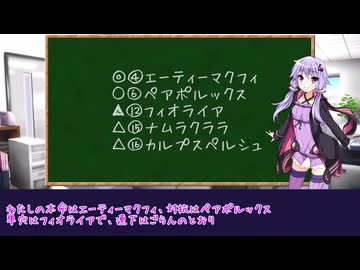 ◎④エーティーマクフィ
○⑥ペアポルックス
▲⑫フィオライア
△⑮ナムラクララ
△⑯カルプスペルシュ
わたしの本命はエーティーマクフィ、対抗はペアポルックス
単穴はフィオライアで、連下はごらんのとおり